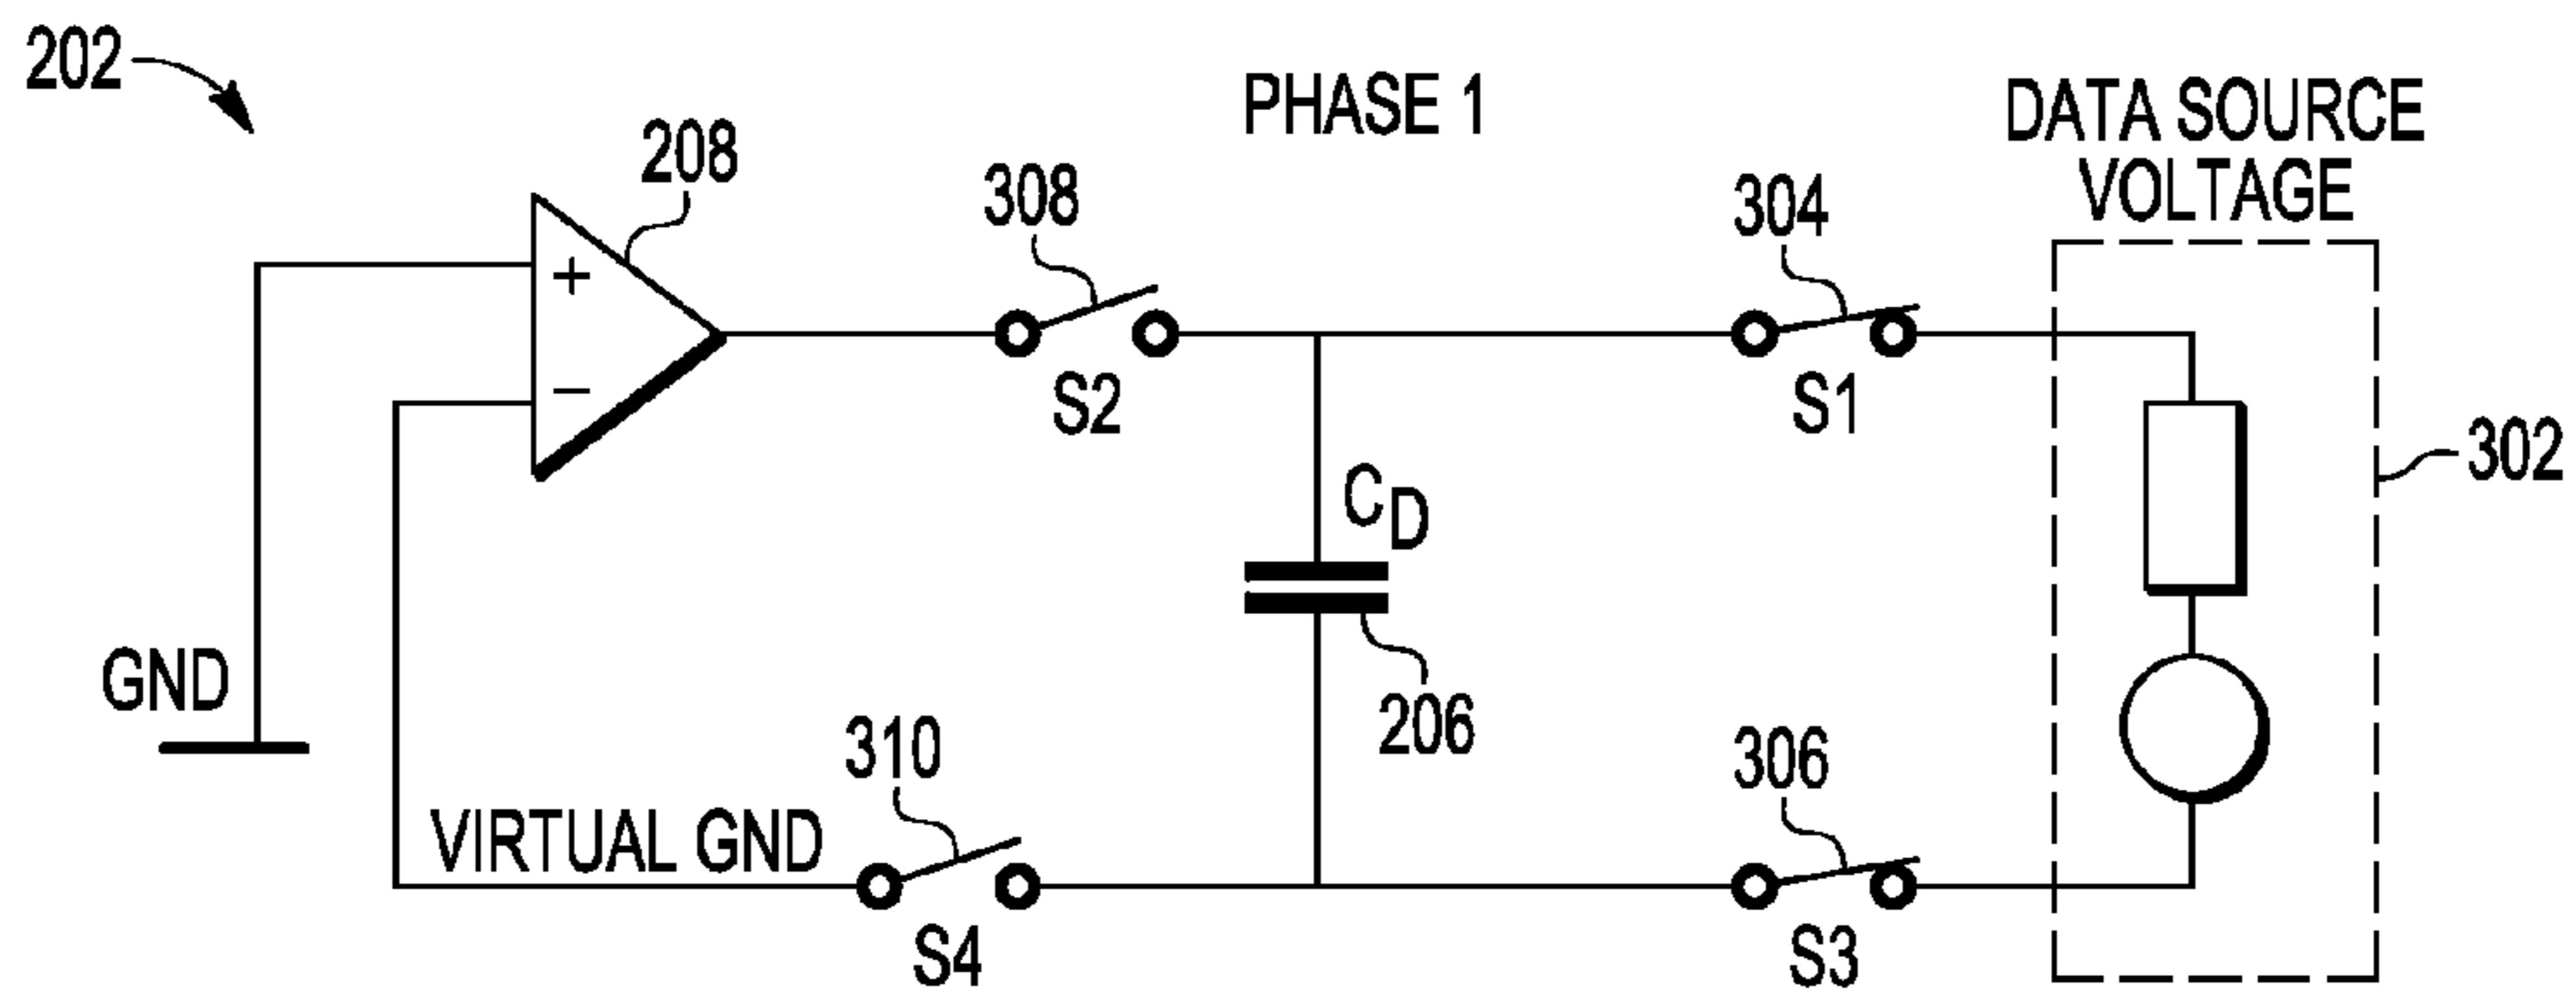 202
208
PHASE 1
DATA SOURCE
VOLTAGE
308
304
+
−
S2
S1
302
C_D
GND
206
310
306
VIRTUAL GND
S4
S3